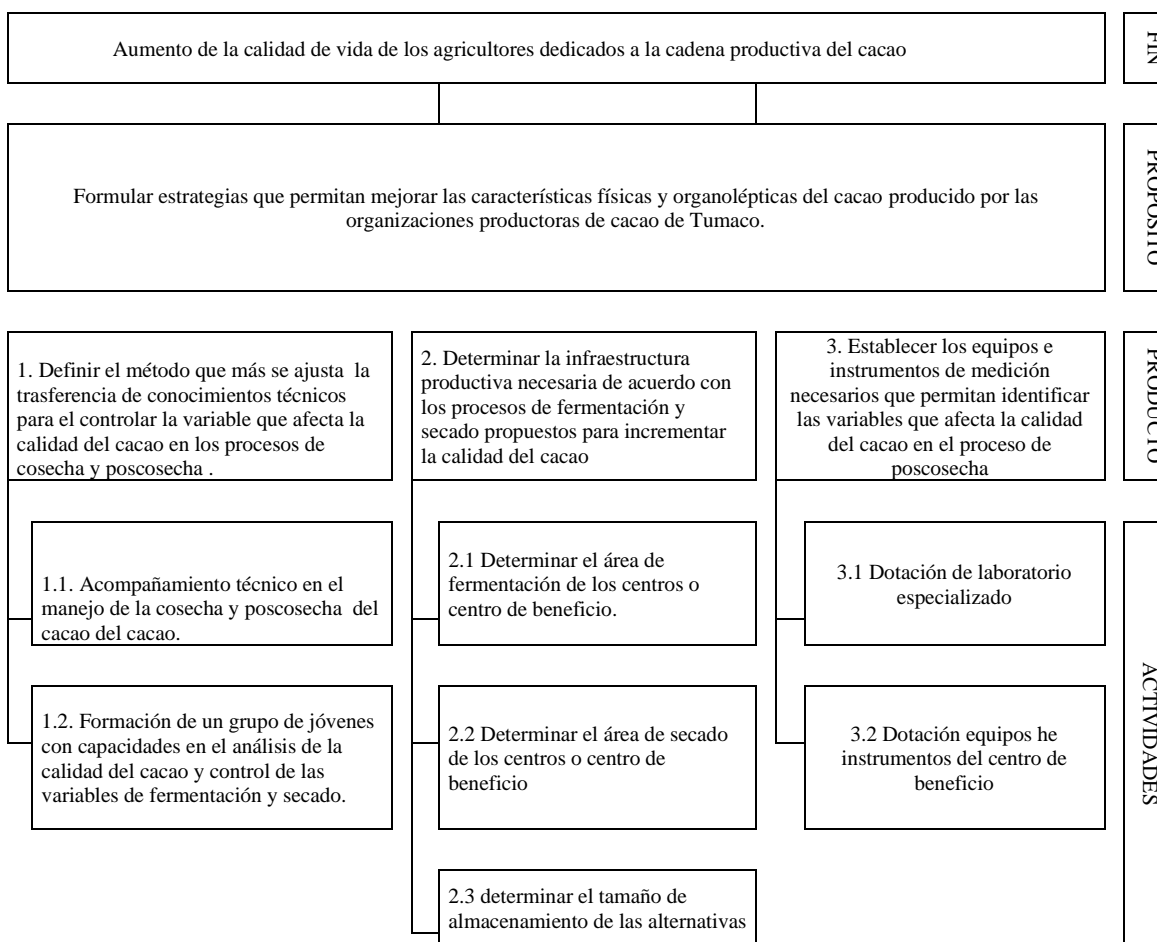 Aumento de la calidad de vida de los agricultores dedicados a la cadena productiva del cacao
FIN
Formular estrategias que permitan mejorar las características físicas y organolépticas del cacao producido por las
organizaciones productoras de cacao de Tumaco.
PROPOSITO
1. Definir el método que más se ajusta la
trasferencia de conocimientos técnicos
para el controlar la variable que afecta la
calidad del cacao en los procesos de
cosecha y poscosecha .
2. Determinar la infraestructura
productiva necesaria de acuerdo con
los procesos de fermentación y
secado propuestos para incrementar
la calidad del cacao
3. Establecer los equipos e
instrumentos de medición
necesarios que permitan identificar
las variables que afecta la calidad
del cacao en el proceso de
poscosecha
PRODUCTO
1.1. Acompañamiento técnico en el
manejo de la cosecha y poscosecha del
cacao del cacao.
2.1 Determinar el área de
fermentación de los centros o
centro de beneficio.
3.1 Dotación de laboratorio
especializado
1.2. Formación de un grupo de jóvenes
con capacidades en el análisis de la
calidad del cacao y control de las
variables de fermentación y secado.
2.2 Determinar el área de secado
de los centros o centro de
beneficio
3.2 Dotación equipos he
instrumentos del centro de
beneficio
2.3 determinar el tamaño de
almacenamiento de las alternativas
ACTIVIDADES